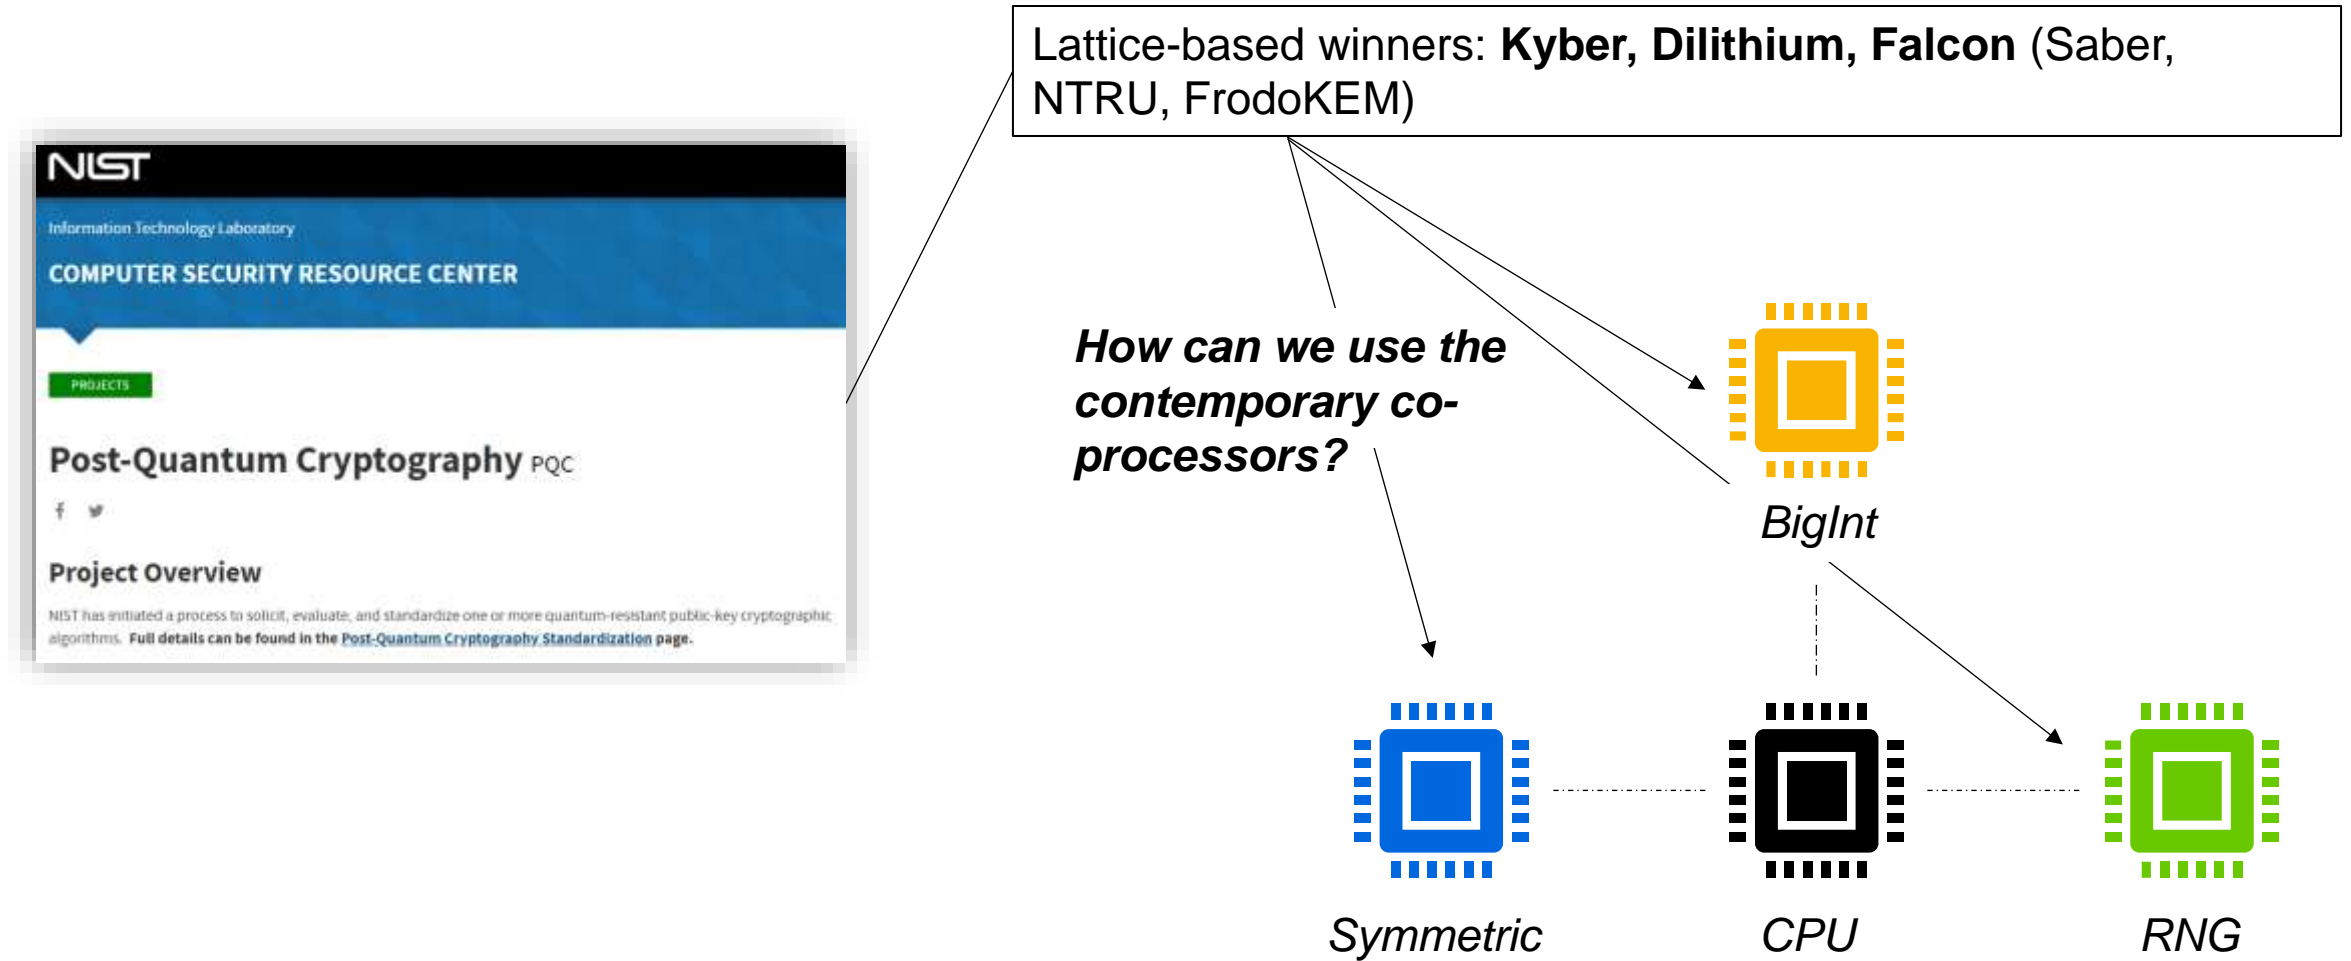 Lattice-based winners: Kyber, Dilithium, Falcon (Saber,
NTRU, FrodoKEM)
NIST
Information Technology Laboratory
COMPUTER SECURITY RESOURCE CENTER
PROJECTS
Post-Quantum Cryptography PQC
Project Overview
NIST has initiated a process to solicit, evaluate, and standardize one or more quantum-resistant public-key cryptographic
algorithms. Full details can be found in the Post-Quantum Cryptography Standardization page.
How can we use the
contemporary co-
processors?
BigInt
Symmetric
CPU
RNG